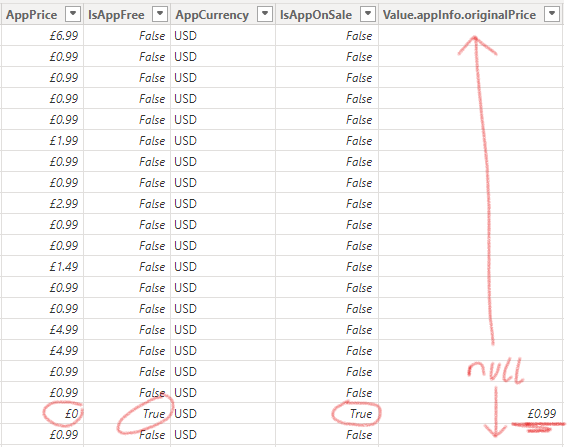 AppPrice IsAppFree AppCurrency IsAppOnSale Value.appInfo.originalPrice
£6.99 False USD False
£0.99 False USD False
£0.99 False USD False
£0.99 False USD False
£0.99 False USD False
£1.99 False USD False
£0.99 False USD False
£0.99 False USD False
£2.99 False USD False
£0.99 False USD False
£0.99 False USD False
£1.49 False USD False
£0.99 False USD False
£0.99 False USD False
£4.99 False USD False
£4.99 False USD False
£0.99 False USD False null
£0.99 False USD False
£0 True USD True £0.99
£0.99 False USD False